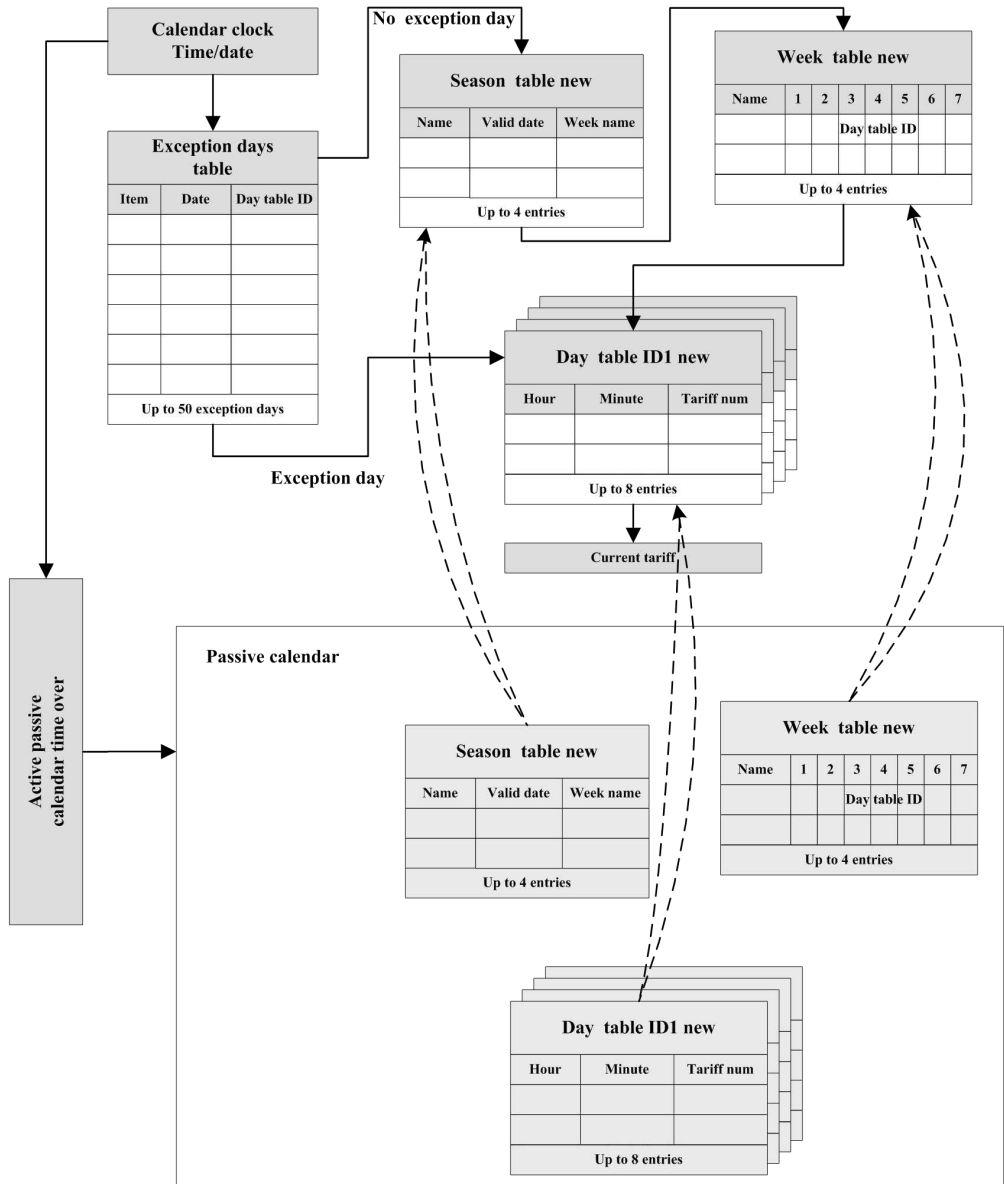 Calendar clock
Time/date
No exception day
Season table new
Name Valid date Week name
Up to 4 entries
Week table new
Name 1 2 3 4 5 6 7
Day table ID
Up to 4 entries
Exception days
table
Item Date Day table ID
Up to 50 exception days
Exception day
Day table ID1 new
Hour Minute Tariff num
Up to 8 entries
Current tariff
Active passive
calendar time over
Passive calendar
Season table new
Name Valid date Week name
Up to 4 entries
Week table new
Name 1 2 3 4 5 6 7
Day table ID
Up to 4 entries
Day table ID1 new
Hour Minute Tariff num
Up to 8 entries